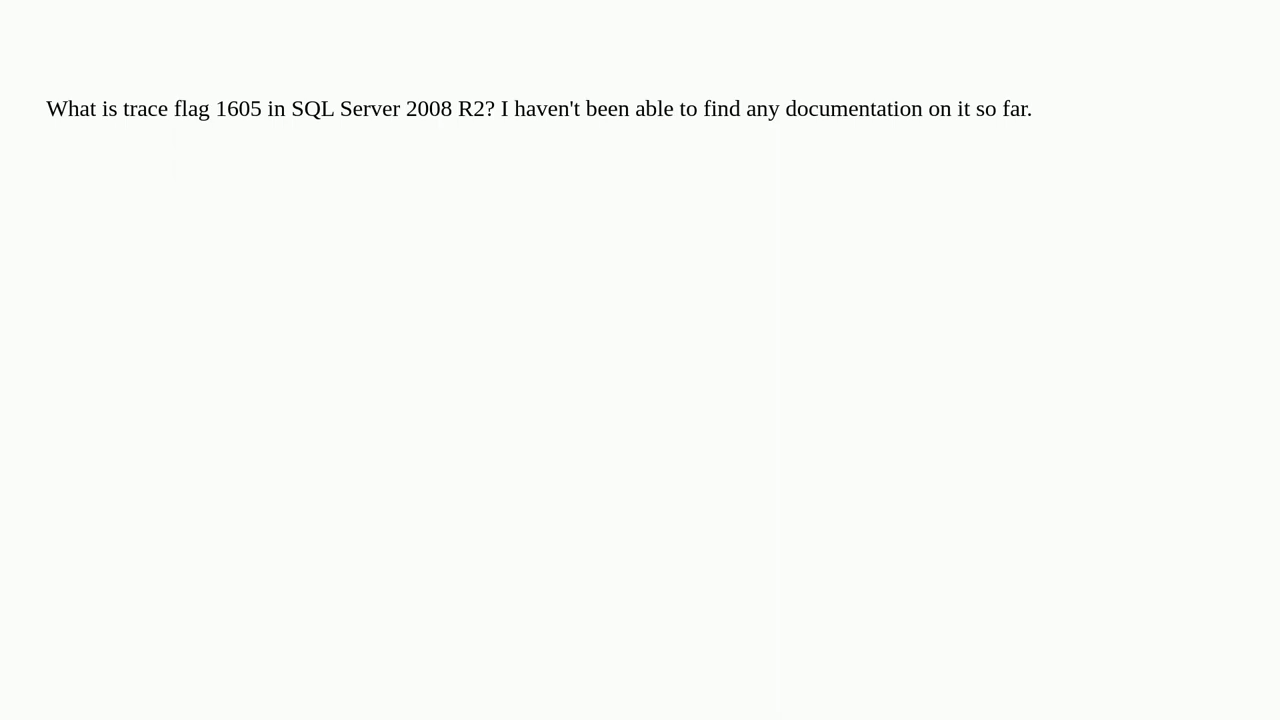 What is trace flag 1605 in SQL Server 2008 R2? I haven't been able to find any documentation on it so far.